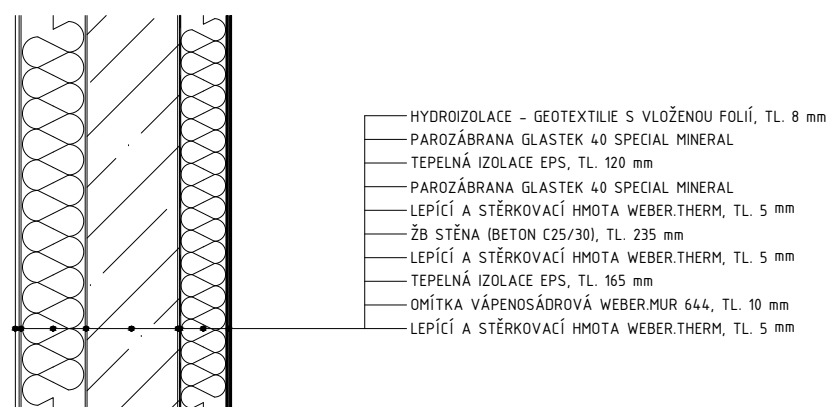 HYDROIZOLACE - GEOTEXTILIE S VLOŽENOU FOLIÍ, TL. 8 mm
PAROZÁBRANA GLASTEK 40 SPECIAL MINERAL
TEPELNÁ IZOLACE EPS, TL. 120 mm
PAROZÁBRANA GLASTEK 40 SPECIAL MINERAL
LEPÍCÍ A STĚRKOVACÍ HMOTA WEBER.THERM, TL. 5 mm
ŽB STĚNA (BETON C25/30), TL. 235 mm
LEPÍCÍ A STĚRKOVACÍ HMOTA WEBER.THERM, TL. 5 mm
TEPELNÁ IZOLACE EPS, TL. 165 mm
OMÍTKA VÁPENOSÁDROVÁ WEBER.MUR 644, TL. 10 mm
LEPÍCÍ A STĚRKOVACÍ HMOTA WEBER.THERM, TL. 5 mm